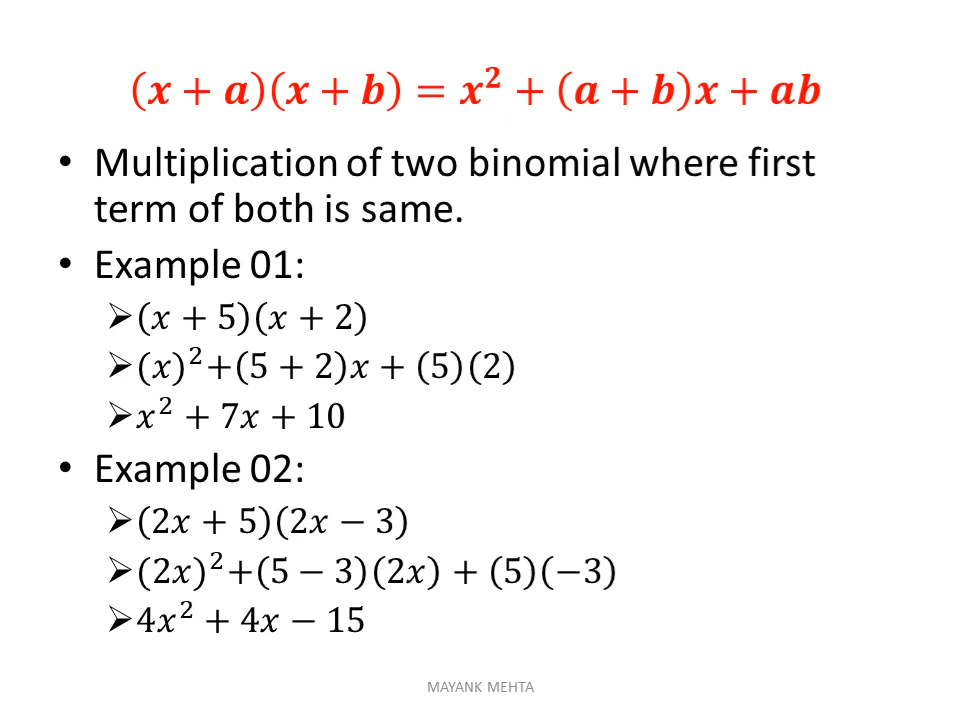 (x + a)(x + b) = x² + (a + b)x + ab
• Multiplication of two binomial where first
term of both is same.
• Example 01:
➢(x + 5)(x + 2)
➢(x)²+(5 + 2)x + (5)(2)
➢x² + 7x + 10
• Example 02:
➢(2x + 5)(2x − 3)
➢(2x)²+(5 − 3)(2x) + (5)(−3)
➢4x² + 4x − 15
MAYANK MEHTA